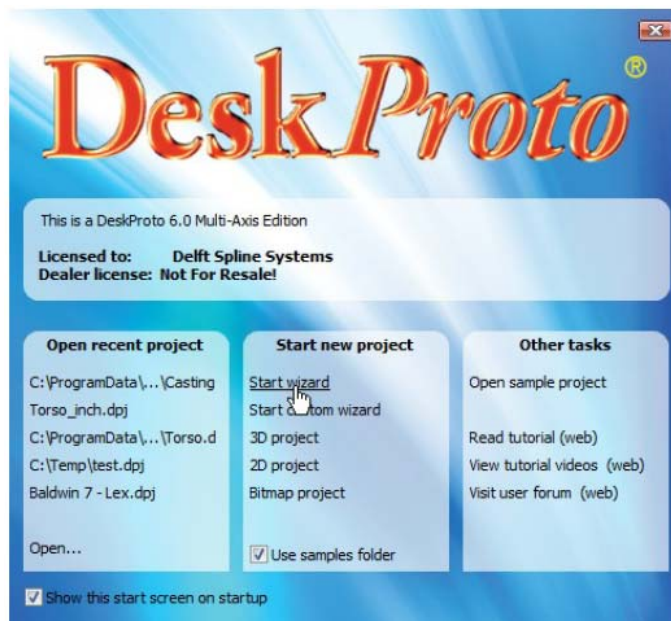 DeskProto ®
This is a DeskProto 6.0 Multi-Axis Edition
Licensed to: Delft Spline Systems
Dealer license: Not For Resale!
Open recent project
C:\ProgramData\...\Casting
Torso_inch.dpj
C:\ProgramData\...\Torso.d
C:\Temp\test.dpj
Baldwin 7 - Lex.dpj
Open...
Start new project
Start wizard
Start custom wizard
3D project
2D project
Bitmap project
Use samples folder
Other tasks
Open sample project
Read tutorial (web)
View tutorial videos (web)
Visit user forum (web)
Show this start screen on startup